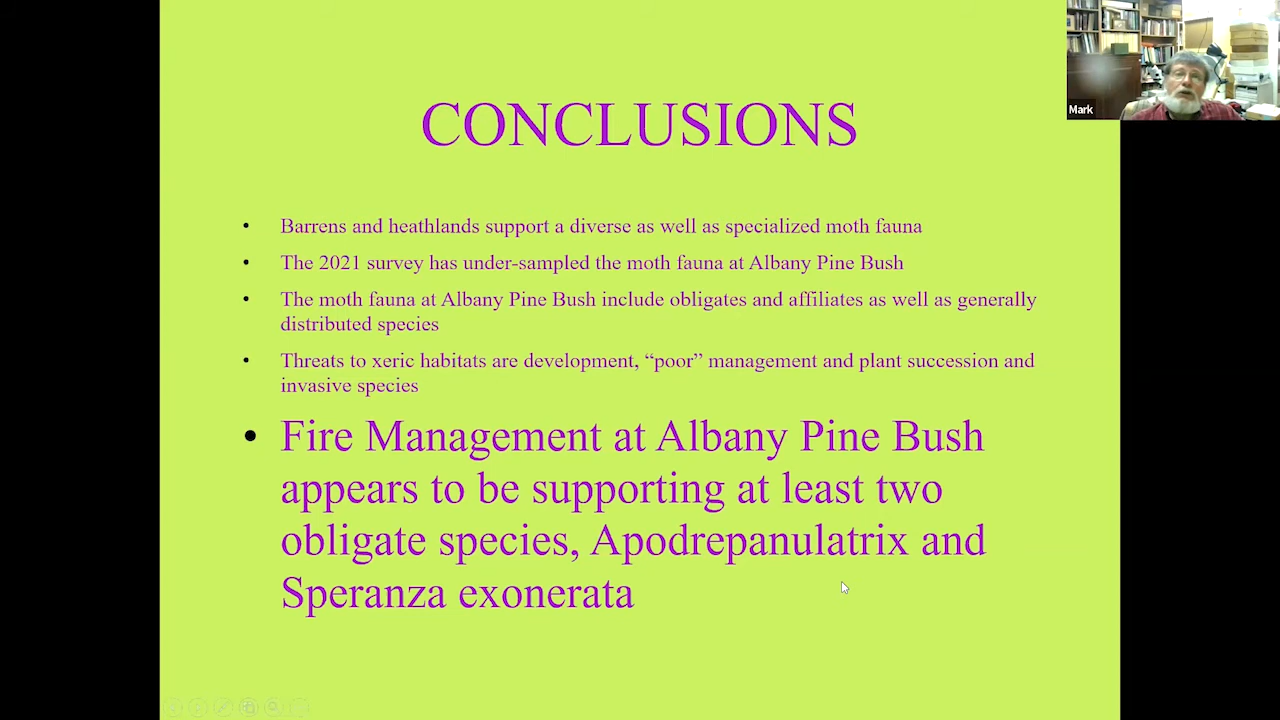 CONCLUSIONS
Mark
• Barrens and heathlands support a diverse as well as specialized moth fauna
• The 2021 survey has under-sampled the moth fauna at Albany Pine Bush
• The moth fauna at Albany Pine Bush include obligates and affiliates as well as generally
distributed species
• Threats to xeric habitats are development, “poor” management and plant succession and
invasive species
• Fire Management at Albany Pine Bush
appears to be supporting at least two
obligate species, Apodrepanulatrix and
Speranza exonerata